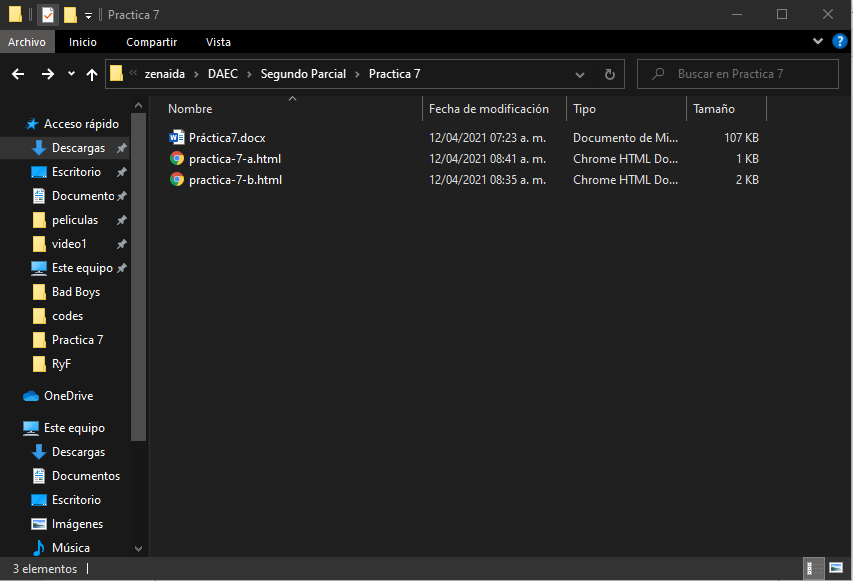 Practica 7
Archivo Inicio Compartir Vista
zenaida › DAEC › Segundo Parcial › Practica 7
Buscar en Practica 7
Nombre Fecha de modificación Tipo Tamaño
Práctica7.docx 12/04/2021 07:23 a. m. Documento de Mi... 107 KB
practica-7-a.html 12/04/2021 08:41 a. m. Chrome HTML Do... 1 KB
practica-7-b.html 12/04/2021 08:35 a. m. Chrome HTML Do... 2 KB
Acceso rápido
Descargas
Escritorio
Documento
peliculas
video1
Este equipo
Bad Boys
codes
Practica 7
RyF
OneDrive
Este equipo
Descargas
Documentos
Escritorio
Imágenes
Música
3 elementos